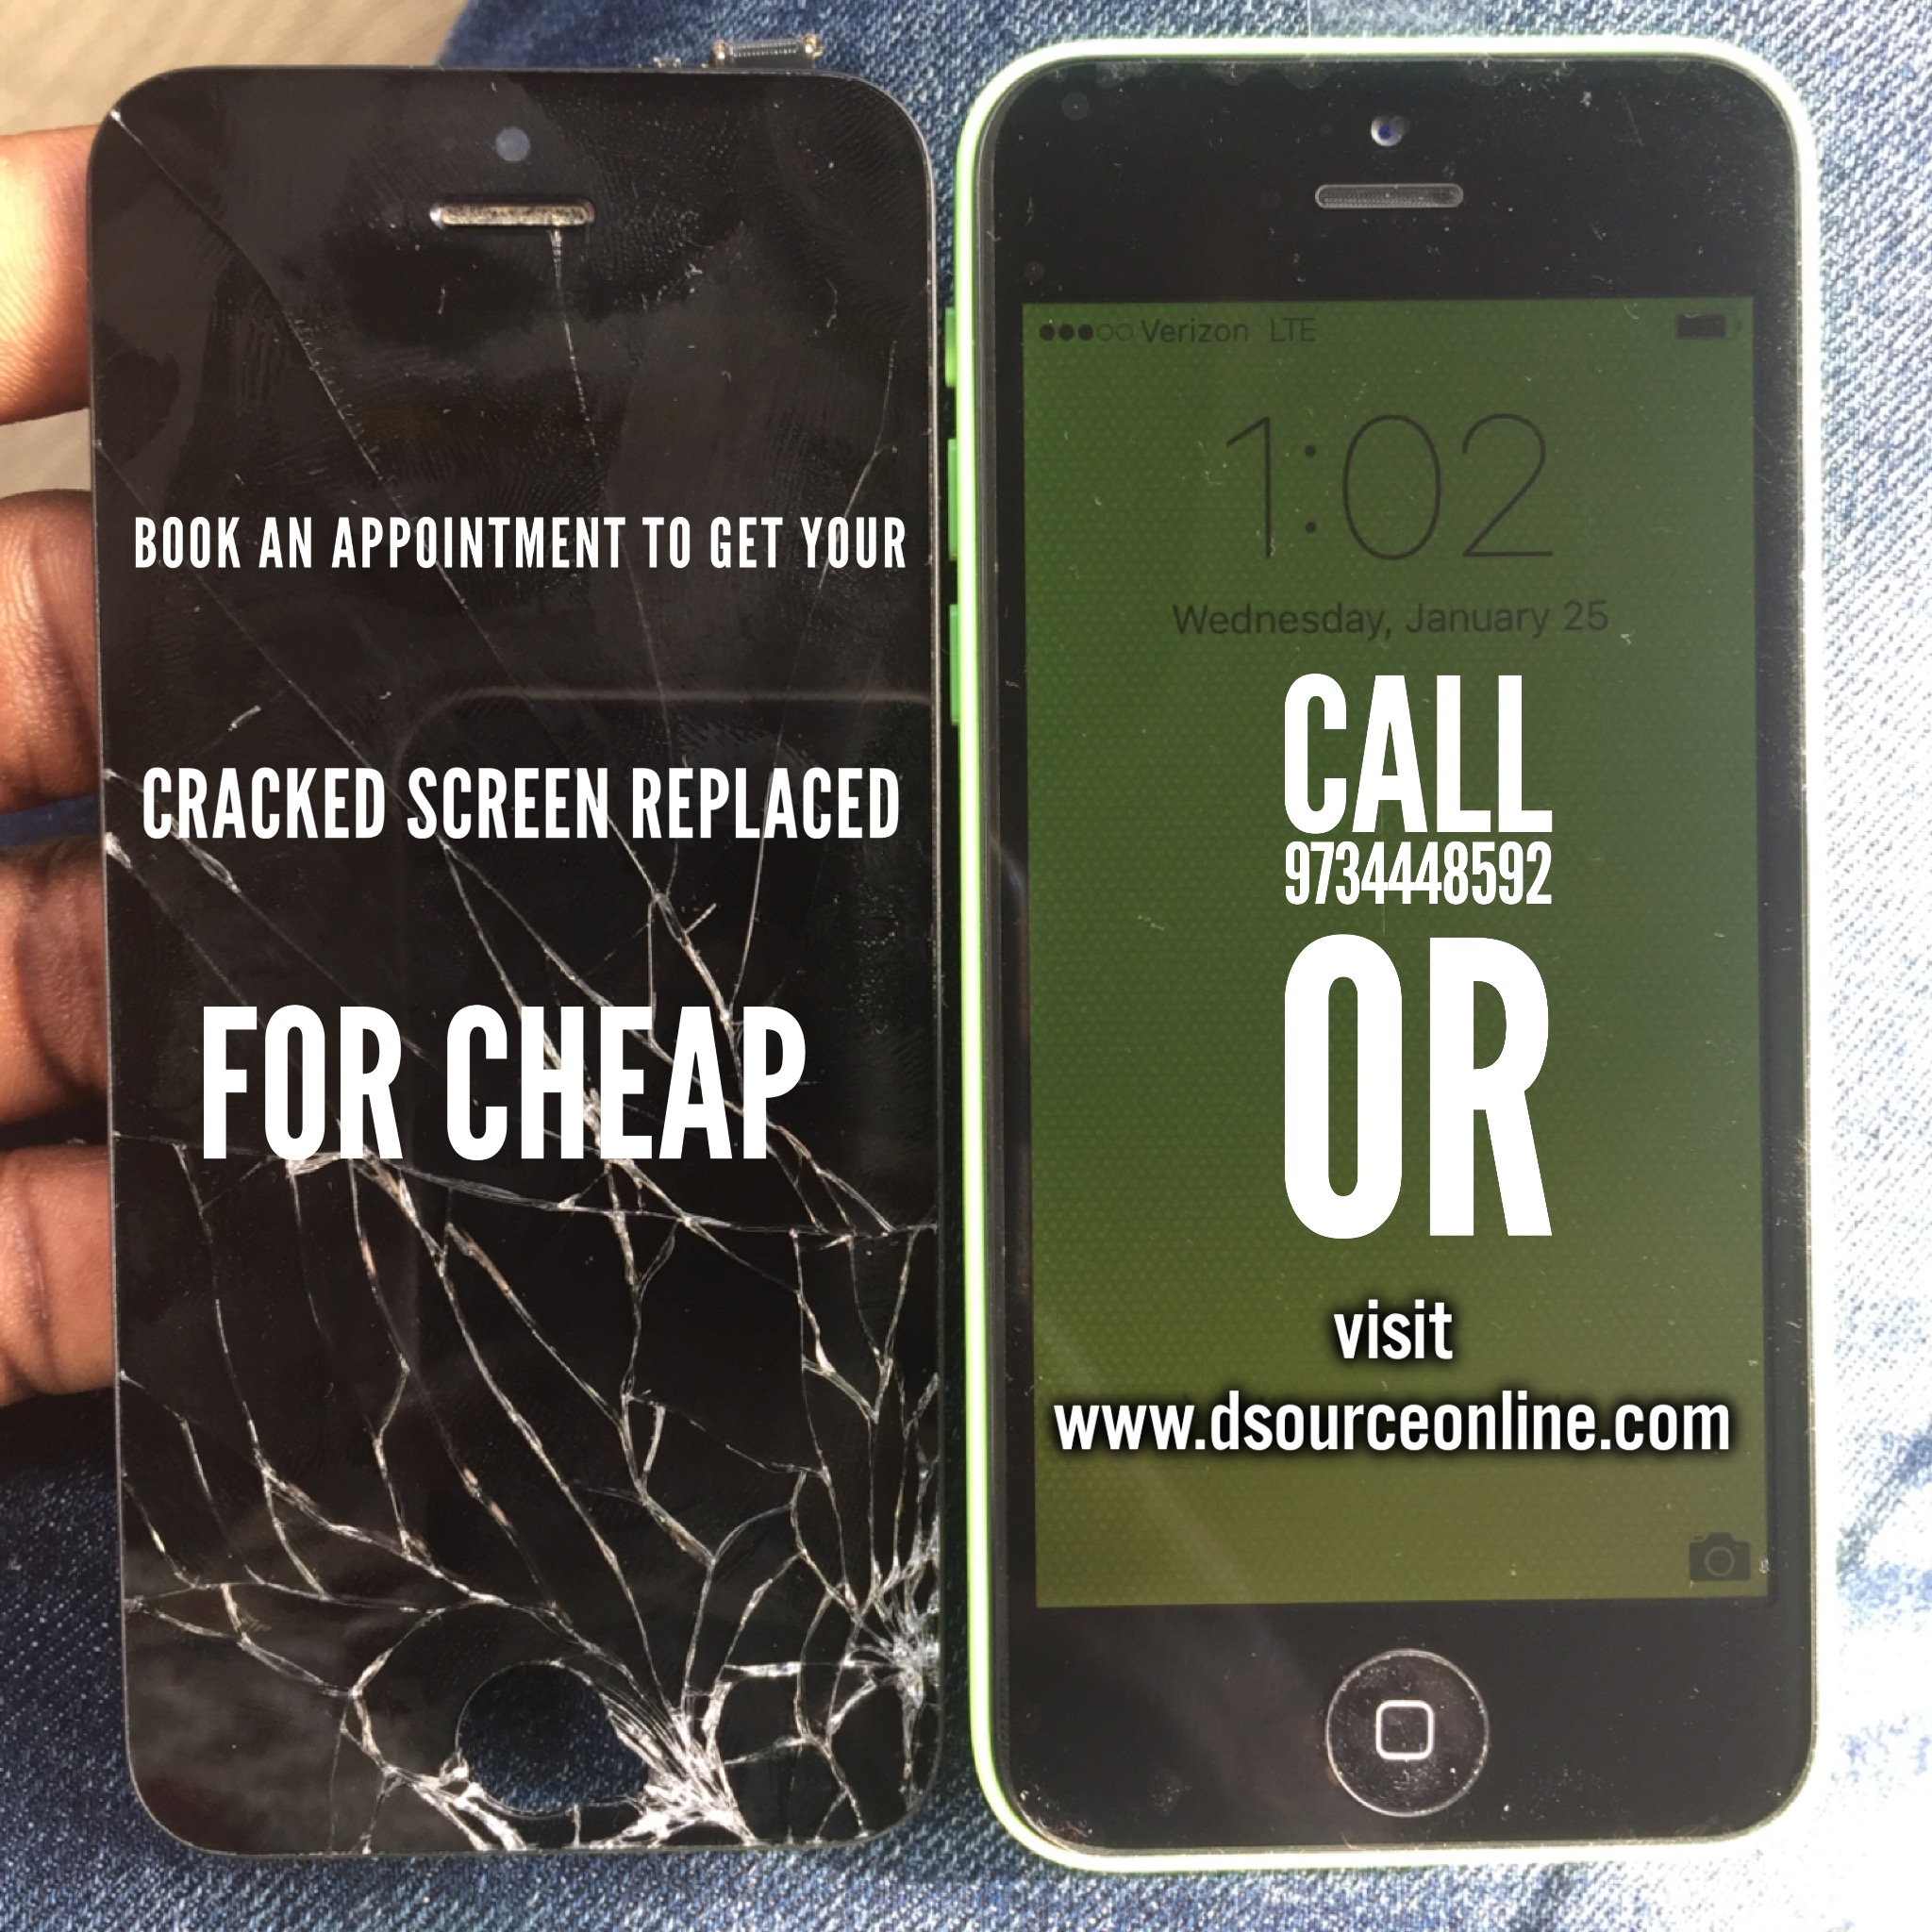 BOOK AN APPOINTMENT TO GET YOUR
CRACKED SCREEN REPLACED
FOR CHEAP
●●●○○ Verizon LTE
1:02
Wednesday, January 25
CALL
9734448592
OR
visit
www.dsourceonline.com